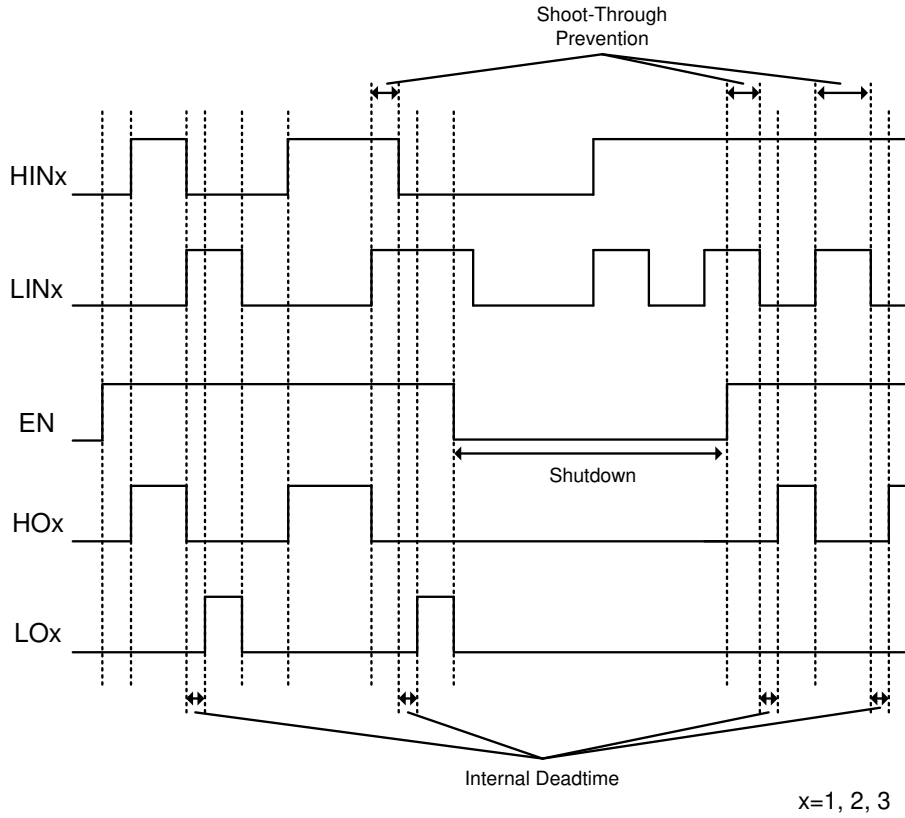 Shoot-Through
Prevention
HINx
LINx
EN
Shutdown
HOx
LOx
Internal Deadtime
x=1, 2, 3